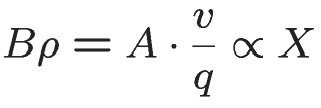 Bρ = A · v/q ∝ X